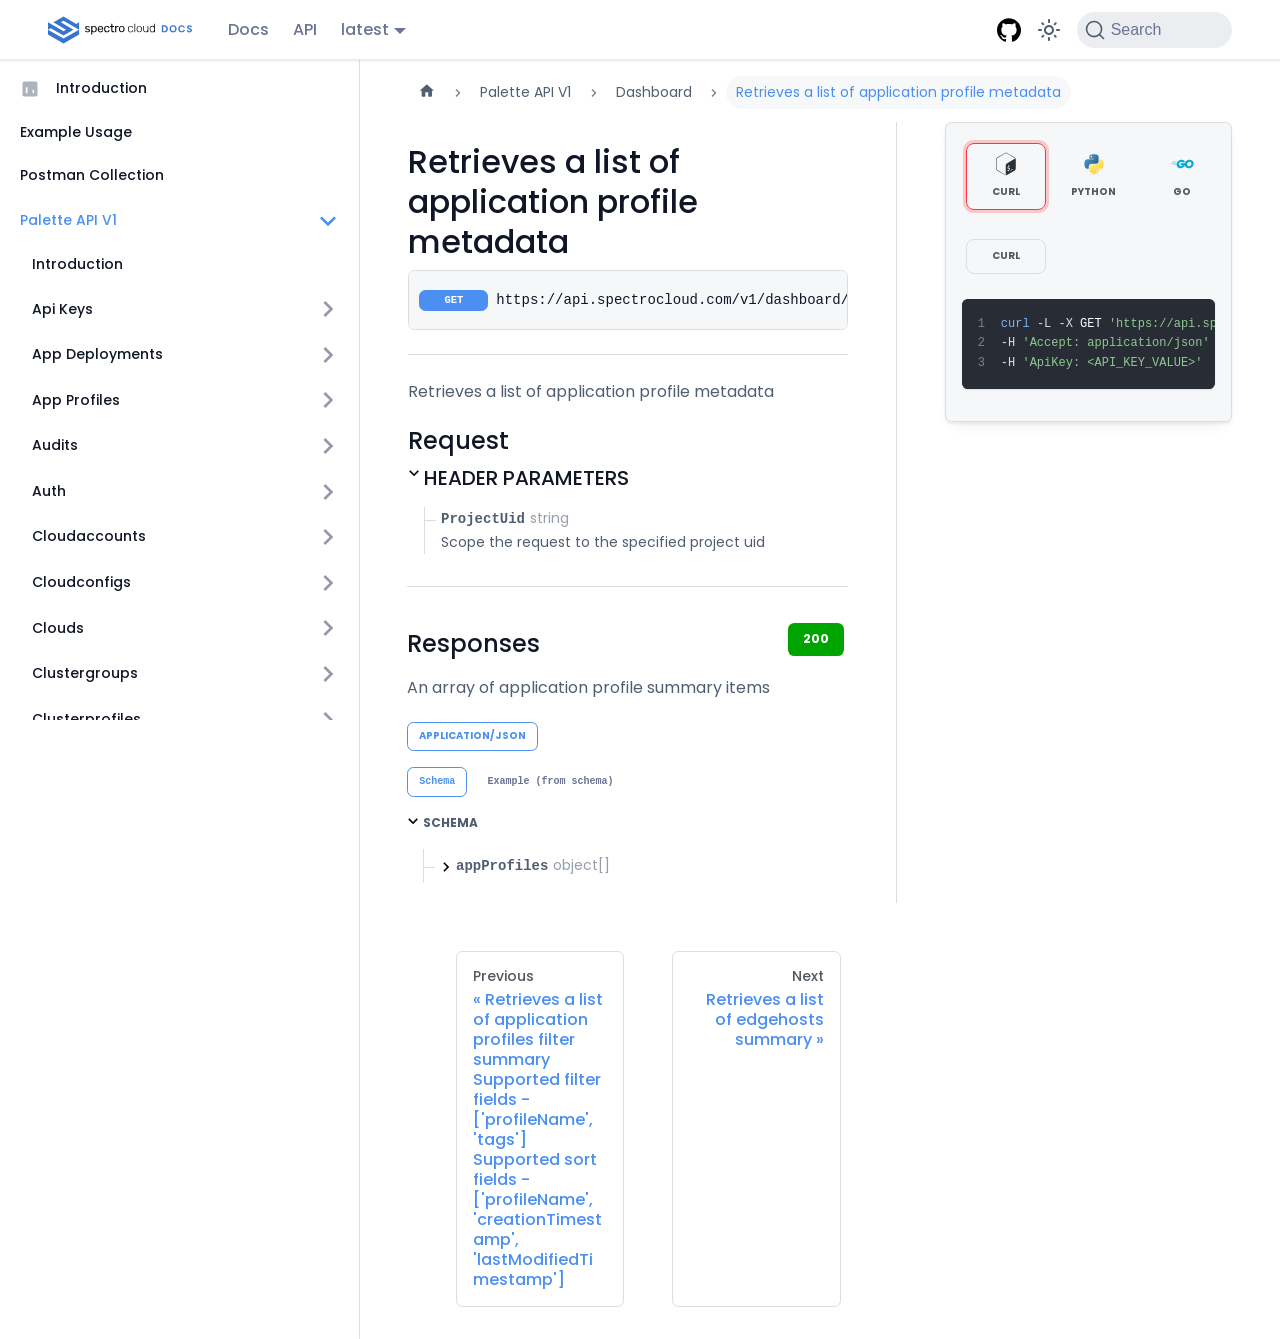 spectro cloud DOCS
Docs
API
latest
Search
Introduction
Example Usage
Postman Collection
Palette API V1
Introduction
Api Keys
App Deployments
App Profiles
Audits
Auth
Cloudaccounts
Cloudconfigs
Clouds
Clustergroups
Clusterprofiles
Palette API V1
Dashboard
Retrieves a list of application profile metadata
Retrieves a list of
application profile
metadata
GET https://api.spectrocloud.com/v1/dashboard/
Retrieves a list of application profile metadata
Request
HEADER PARAMETERS
ProjectUid string
Scope the request to the specified project uid
Responses
200
An array of application profile summary items
APPLICATION/JSON
Schema
Example (from schema)
SCHEMA
appProfiles object[]
CURL
PYTHON
GO
CURL
1 curl -L -X GET 'https://api.sp
2 -H 'Accept: application/json'
3 -H 'ApiKey: <API_KEY_VALUE>'
Previous
« Retrieves a list
of application
profiles filter
summary
Supported filter
fields -
['profileName',
'tags']
Supported sort
fields -
['profileName',
'creationTimest
amp',
'lastModifiedTi
mestamp']
Next
Retrieves a list
of edgehosts
summary »